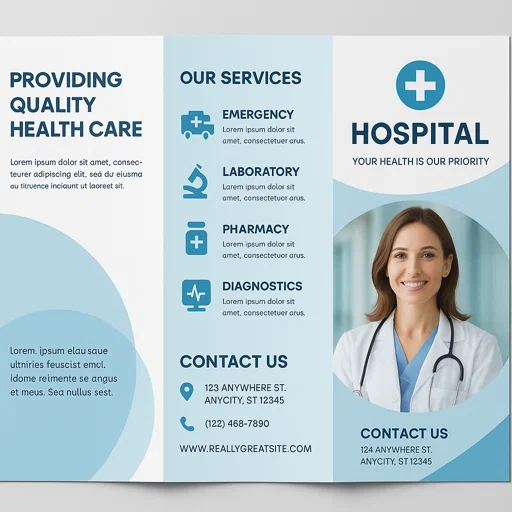 PROVIDING
QUALITY
HEALTH CARE
Lorem ipsum dolor sit amet, consec-
teurer adipiscing elit, sed dy eiusma
au tiruence inciaunt ut laoreet sit.
lorem, ipsum elau saue
ultniries feuscist emcl.
idome reimente se angus
et meus. Sea nullus sest.
OUR SERVICES
EMERGENCY
Lorem ipsum dolor sit
amet, consectetuer arus.
LABORATORY
Lorem ipsum dolor sit
amet, consectetuor arus.
PHARMACY
Lorem ipsum dolor sit
amet, consectetuer arus.
DIAGNOSTICS
Lorem ipsum dolor sit
amet, consectetuer arus.
CONTACT US
123 ANYWHERE ST.
ANYCITY, ST 12345
(122) 468-7890
WWW.REALLYGREATSITE.COM
HOSPITAL
YOUR HEALTH IS OUR PRIORITY
CONTACT US
124 ANYWHERE ST.
ANYCITY, ST 12345